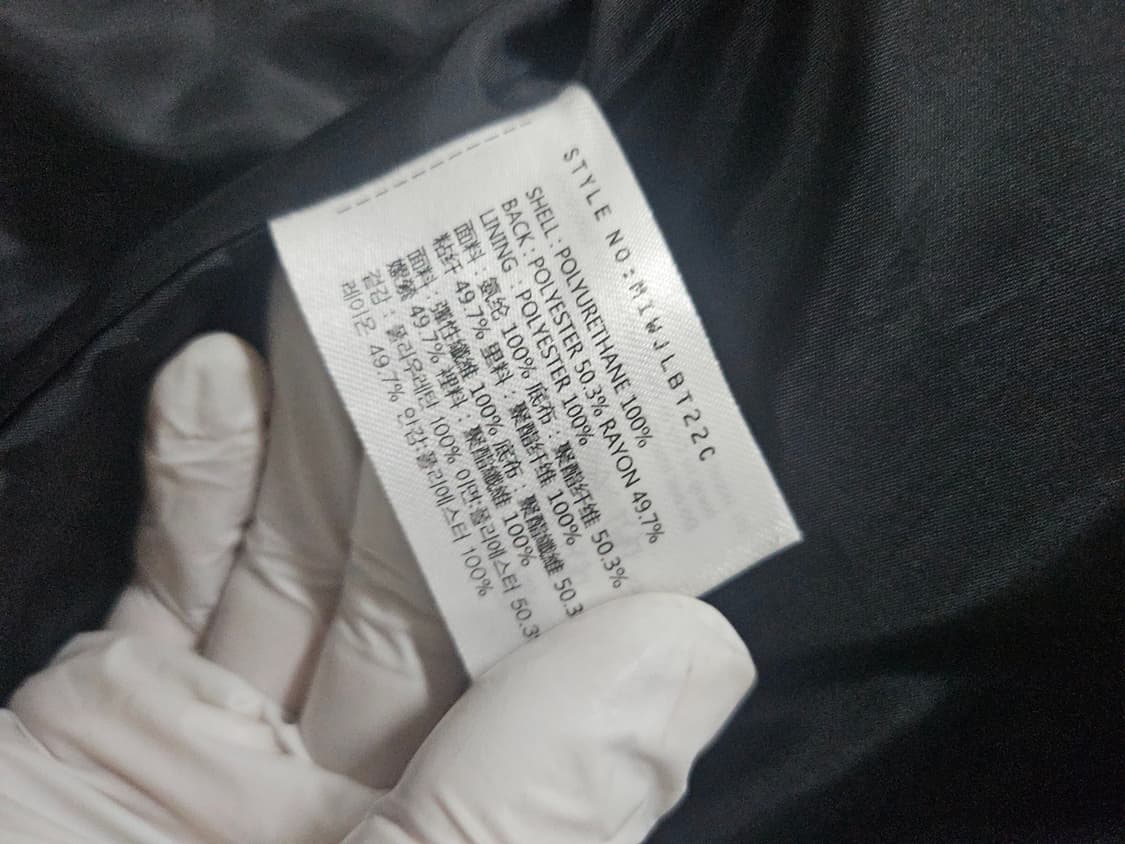 STYLE NO:MIWJLBT22C
SHELL : POLYURETHANE 100%
BACK : POLYESTER 50.3% RAYON 49.7%
LINING : POLYESTER 100%
面料 : 氨纶 100% 底布 : 聚酯纤维 50.3%
粘纤 49.7% 里料 : 聚酯纤维 100%
面料 : 彈性纖維 100% 底布 : 聚酯纖維 50.3
嫘縈 49.7% 裡料 : 聚酯纖維 100%
겉감 : 폴리우레탄 100% 이면:폴리에스터 50.3%
레이온 49.7% 안감:폴리에스터 100%